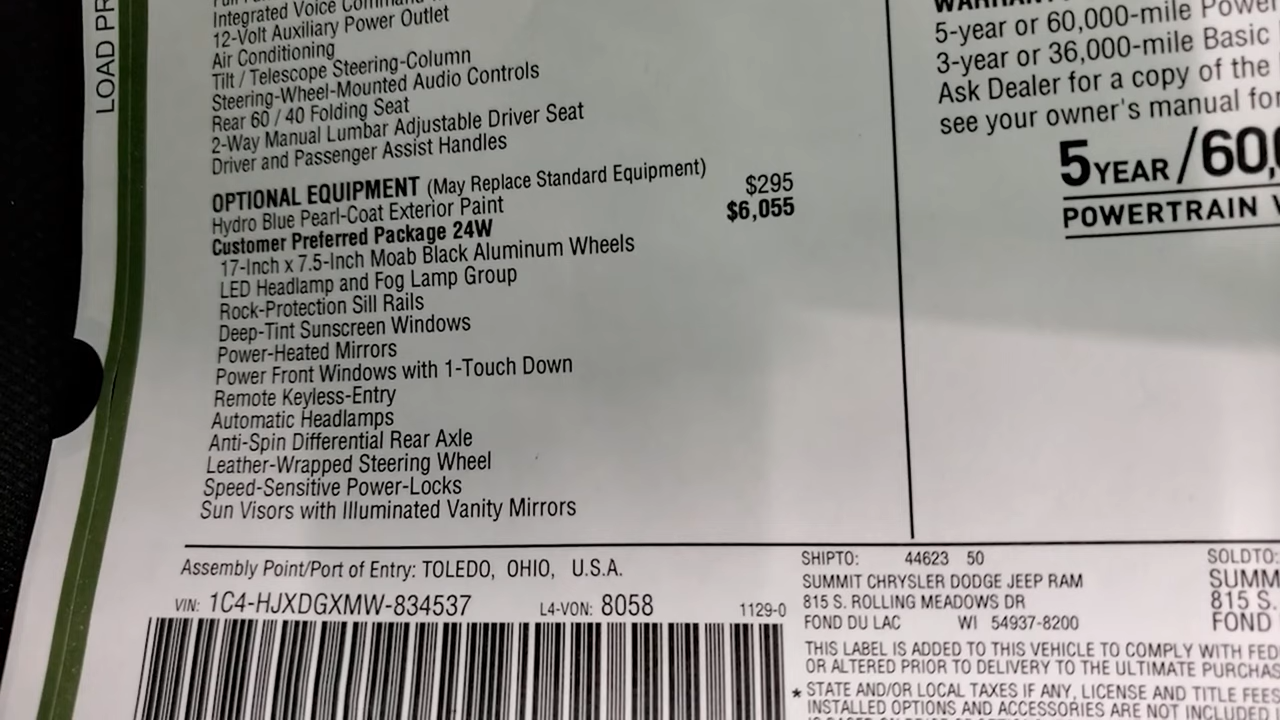 LOAD PR
Integrated Voice Comman
12-Volt Auxiliary Power Outlet
Air Conditioning
Tilt / Telescope Steering-Column
Steering-Wheel-Mounted Audio Controls
Rear 60 / 40 Folding Seat
2-Way Manual Lumbar Adjustable Driver Seat
Driver and Passenger Assist Handles
OPTIONAL EQUIPMENT (May Replace Standard Equipment)
Hydro Blue Pearl-Coat Exterior Paint $295
Customer Preferred Package 24W $6,055
17-Inch x 7.5-Inch Moab Black Aluminum Wheels
LED Headlamp and Fog Lamp Group
Rock-Protection Sill Rails
Deep-Tint Sunscreen Windows
Power-Heated Mirrors
Power Front Windows with 1-Touch Down
Remote Keyless-Entry
Automatic Headlamps
Anti-Spin Differential Rear Axle
Leather-Wrapped Steering Wheel
Speed-Sensitive Power-Locks
Sun Visors with Illuminated Vanity Mirrors
5-year or 60,000-mile Power
3-year or 36,000-mile Basic
Ask Dealer for a copy of the
see your owner's manual for
5 YEAR /60,
POWERTRAIN
Assembly Point/Port of Entry: TOLEDO, OHIO, U.S.A.
VIN: 1C4-HJXDGXMW-834537 L4-VON: 8058 1129-0
SHIPTO: 44623 50
SUMMIT CHRYSLER DODGE JEEP RAM
815 S. ROLLING MEADOWS DR
FOND DU LAC WI 54937-8200
SOLDTO:
SUMM
815 S.
FOND
THIS LABEL IS ADDED TO THIS VEHICLE TO COMPLY WITH FED
OR ALTERED PRIOR TO DELIVERY TO THE ULTIMATE PURCHAS
* STATE AND/OR LOCAL TAXES IF ANY, LICENSE AND TITLE FEES
INSTALLED OPTIONS AND ACCESSORIES ARE NOT INCLUDED I